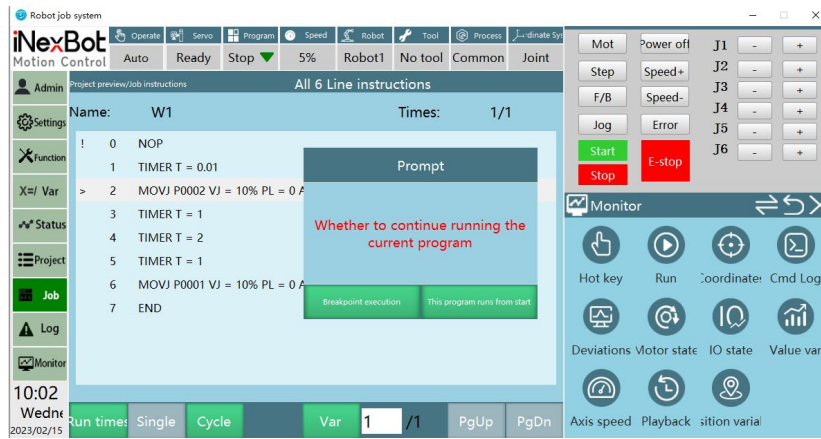 Robot job system
iNexBot
Motion Control
Operate Servo Program Speed Robot Tool Process
Auto Ready Stop 5% Robot1 No tool Common Joint
Admin
Settings
Function
X=/ Var
Status
Project
Job
Log
Monitor
10:02
Wedne
2023/02/15
Project preview/Job instructions All 6 Line instructions
Name: W1 Times: 1/1
! 0 NOP
1 TIMER T = 0.01
> 2 MOVJ P0002 VJ = 10% PL = 0 A
3 TIMER T = 1
4 TIMER T = 2
5 TIMER T = 1
6 MOVJ P0001 VJ = 10% PL = 0 A
7 END
Prompt
Whether to continue running the
current program
Breakpoint execution This program runs from start
Run times Single Cycle Var 1 /1 PgUp PgDn
Mot Power off
Step Speed+
F/B Speed-
Jog Error
Start E-stop
Stop
J1 - +
J2 - +
J3 - +
J4 - +
J5 - +
J6 - +
Monitor
Hot key Run Coordinate: Cmd Log
Deviations Motor state IO state Value var
Axis speed Playback sition varial